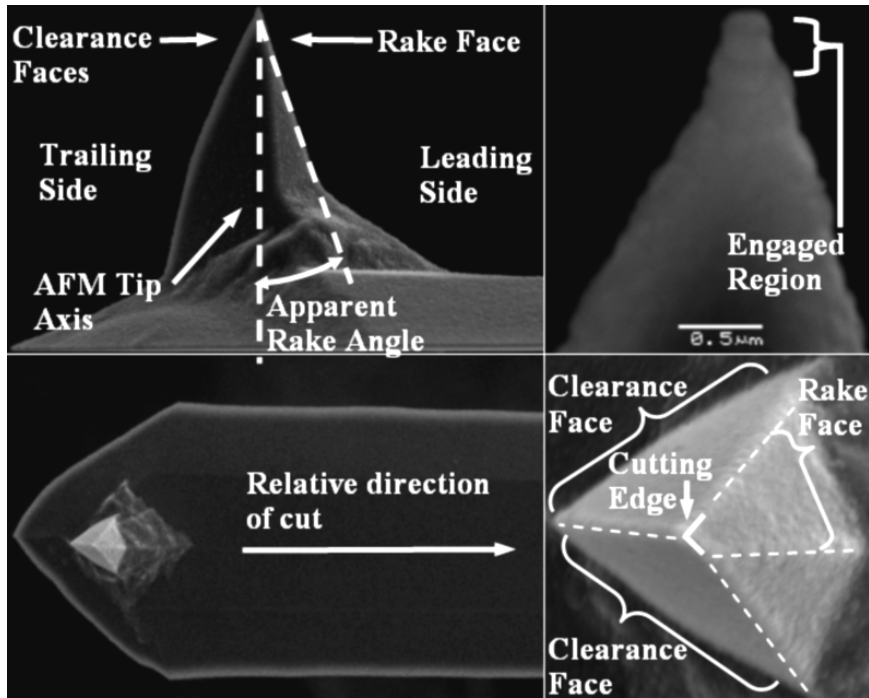 Clearance
Faces
Rake Face
Trailing
Side
Leading
Side
AFM Tip
Axis
Apparent
Rake Angle
Engaged
Region
0.5µm
Relative direction
of cut
Clearance
Face
Rake
Face
Cutting
Edge
Clearance
Face